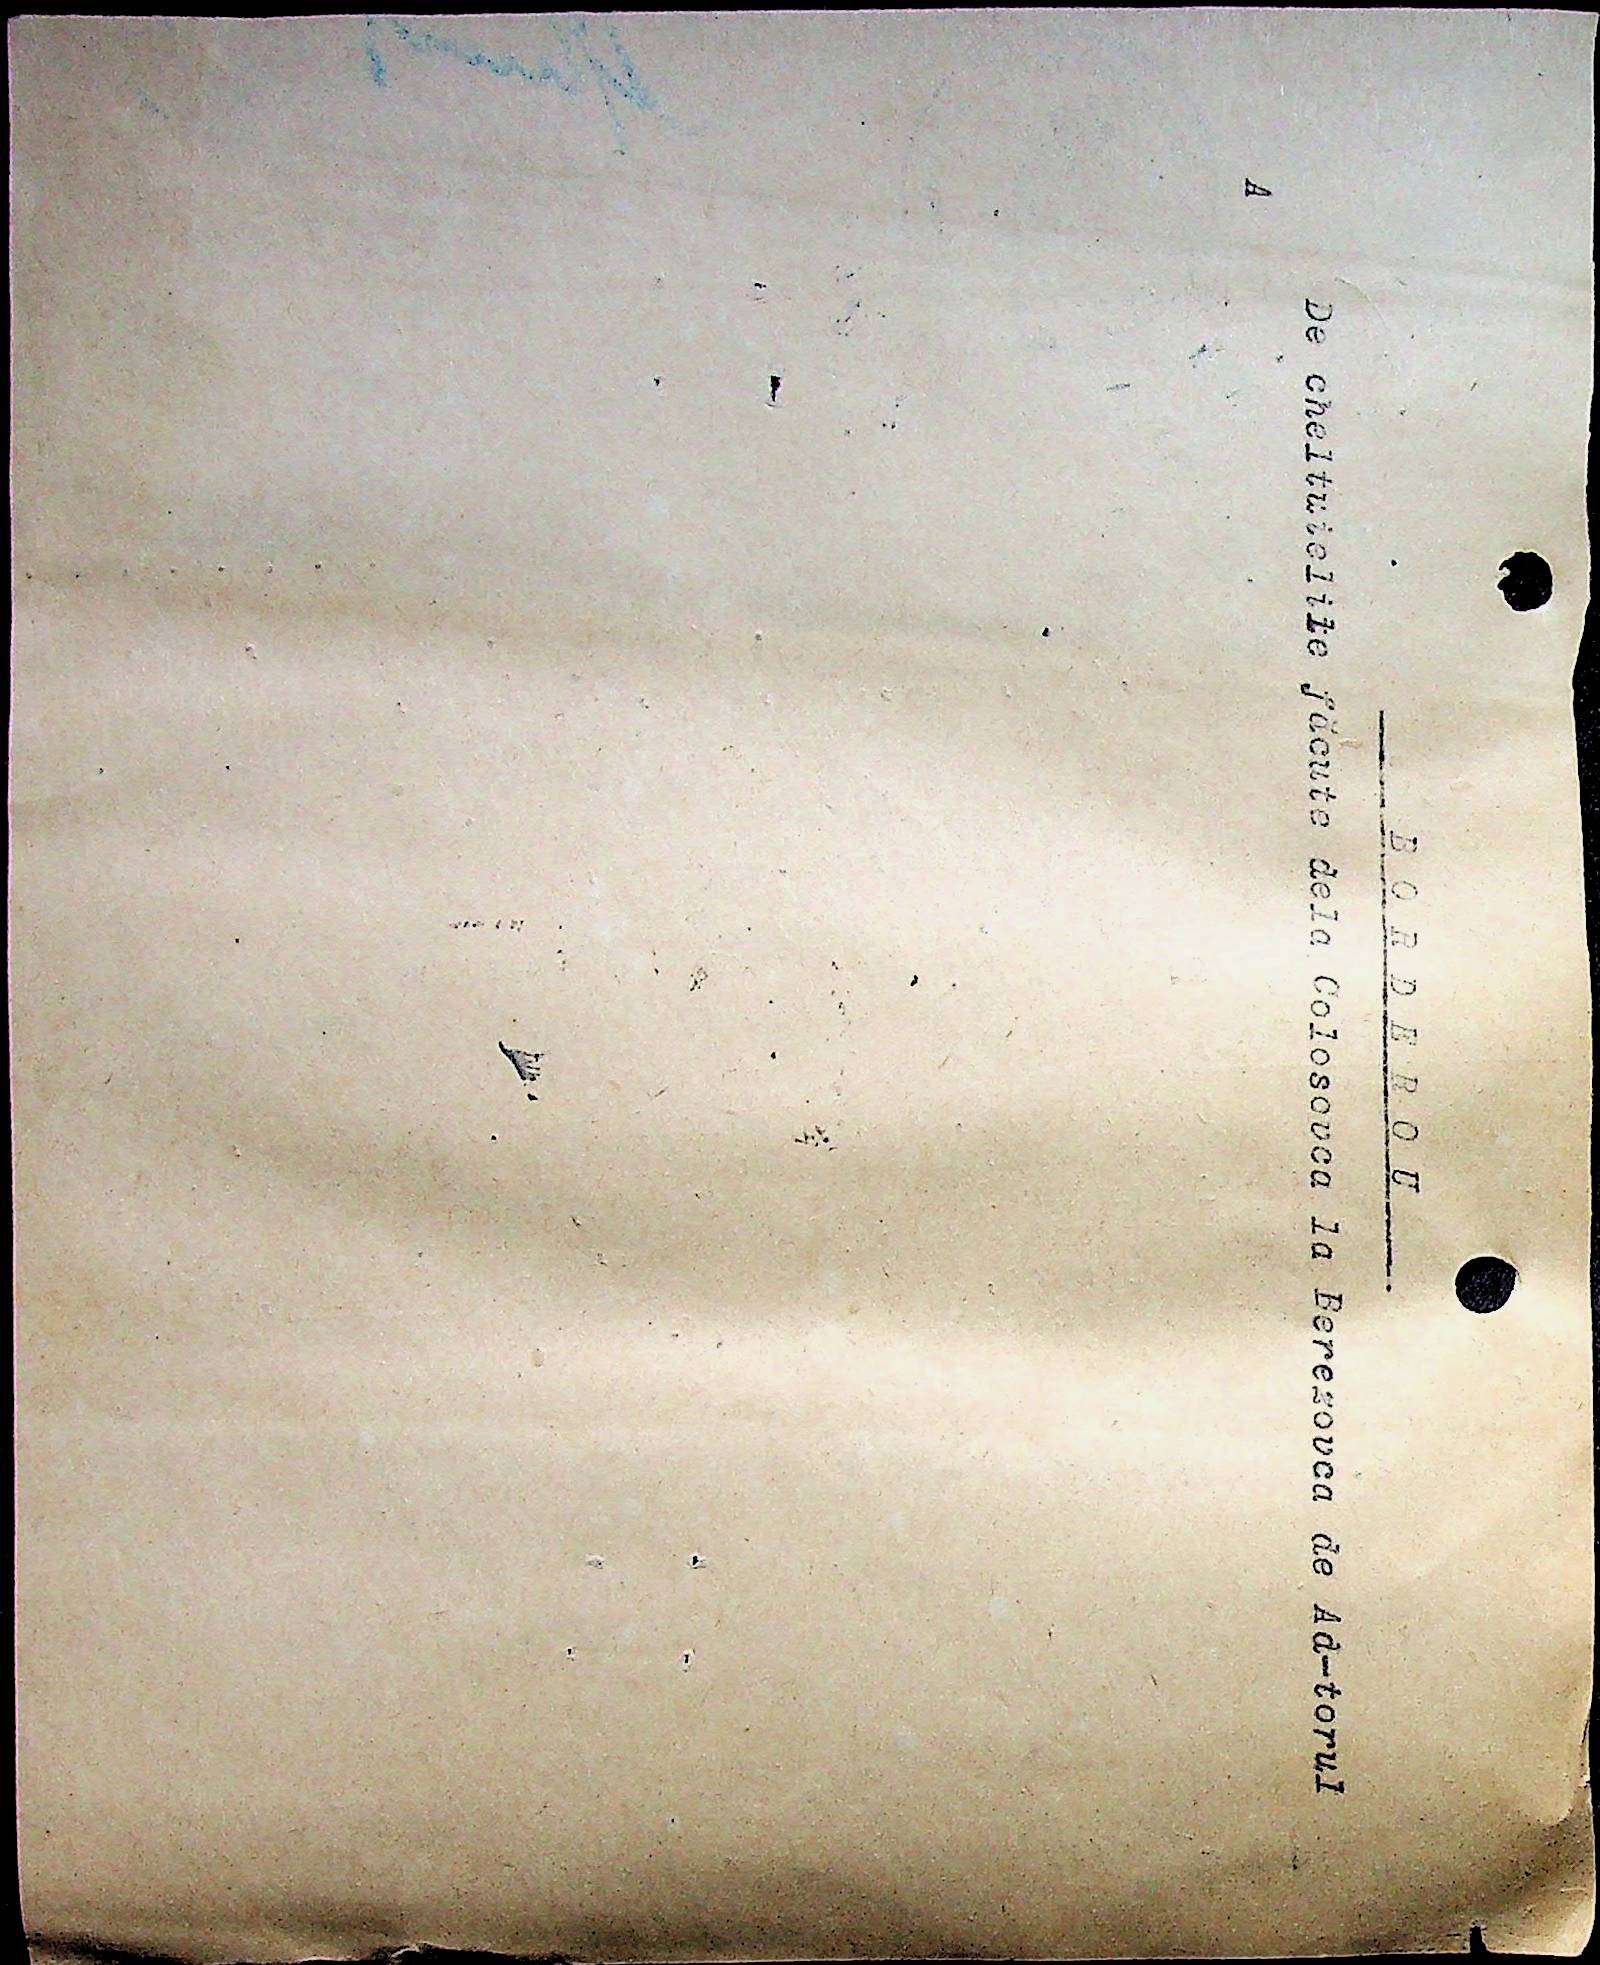 B O R D E R O U
De cheltuielile făcute dela Colosovca la Berezovca de Ad-torul
A